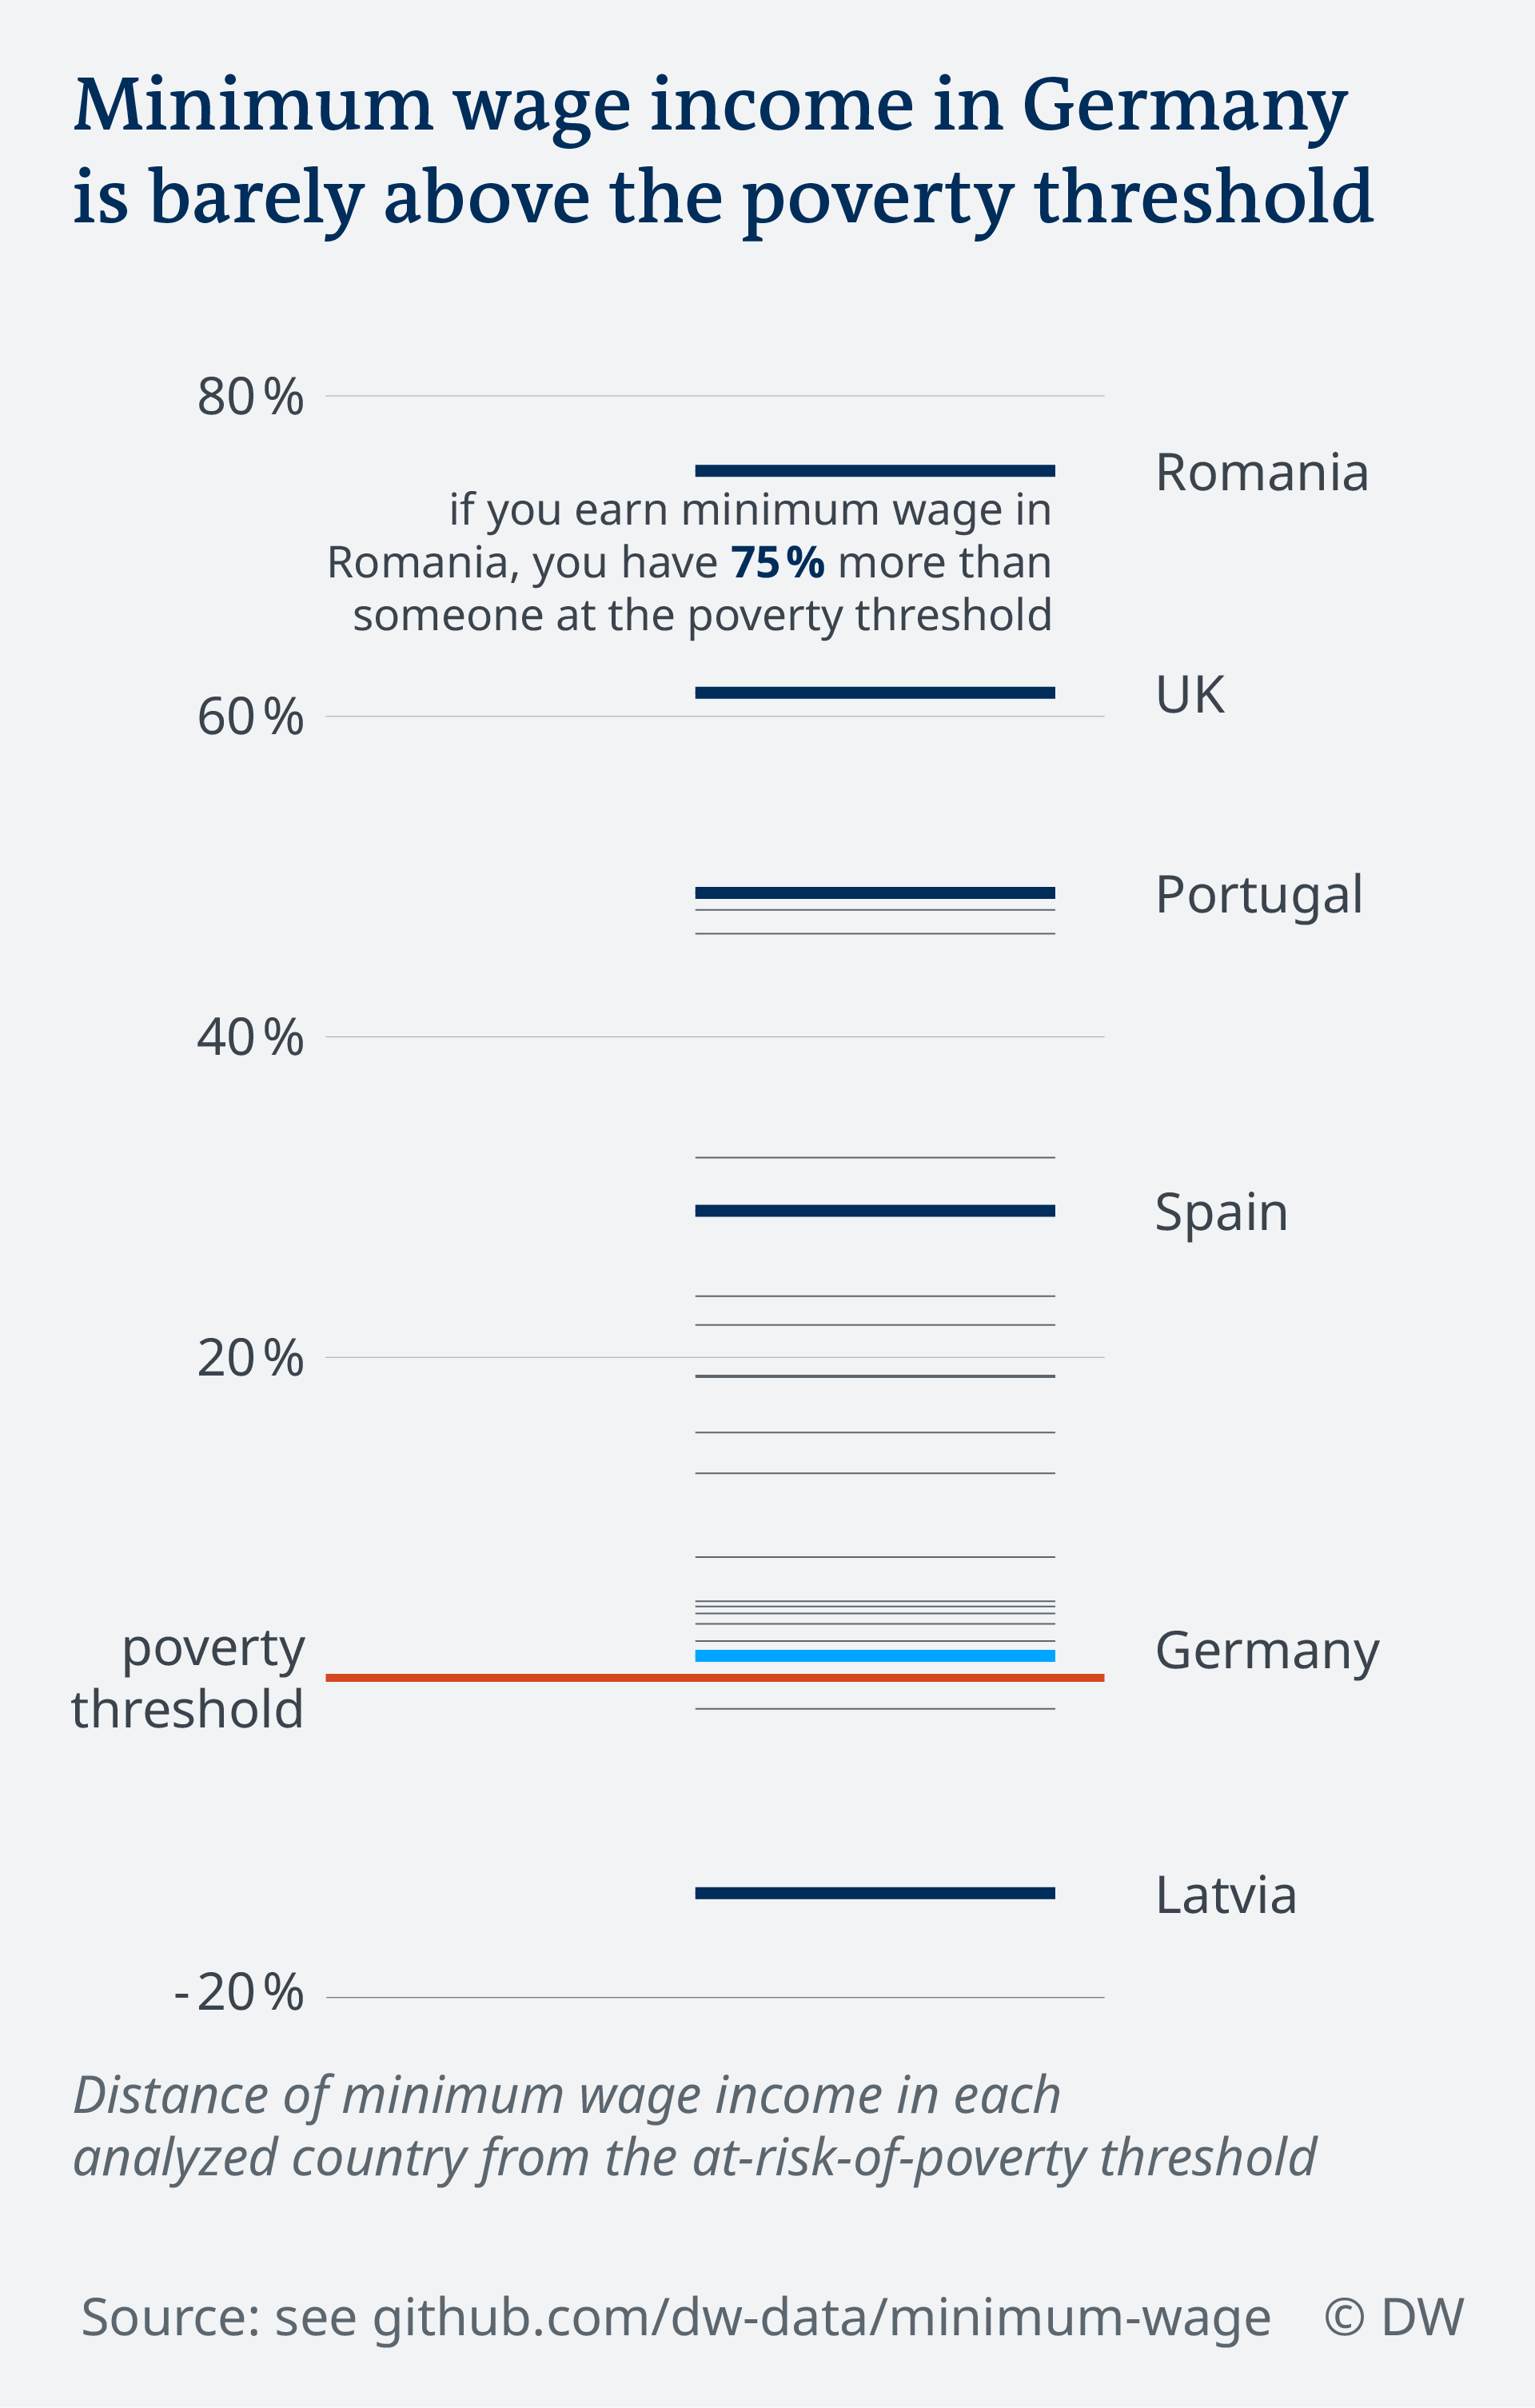 Minimum wage income in Germany
is barely above the poverty threshold
80 %
Romania
if you earn minimum wage in
Romania, you have 75 % more than
someone at the poverty threshold
UK
60 %
Portugal
40 %
Spain
20 %
poverty
threshold
Germany
Latvia
-20 %
Distance of minimum wage income in each
analyzed country from the at-risk-of-poverty threshold
Source: see github.com/dw-data/minimum-wage © DW